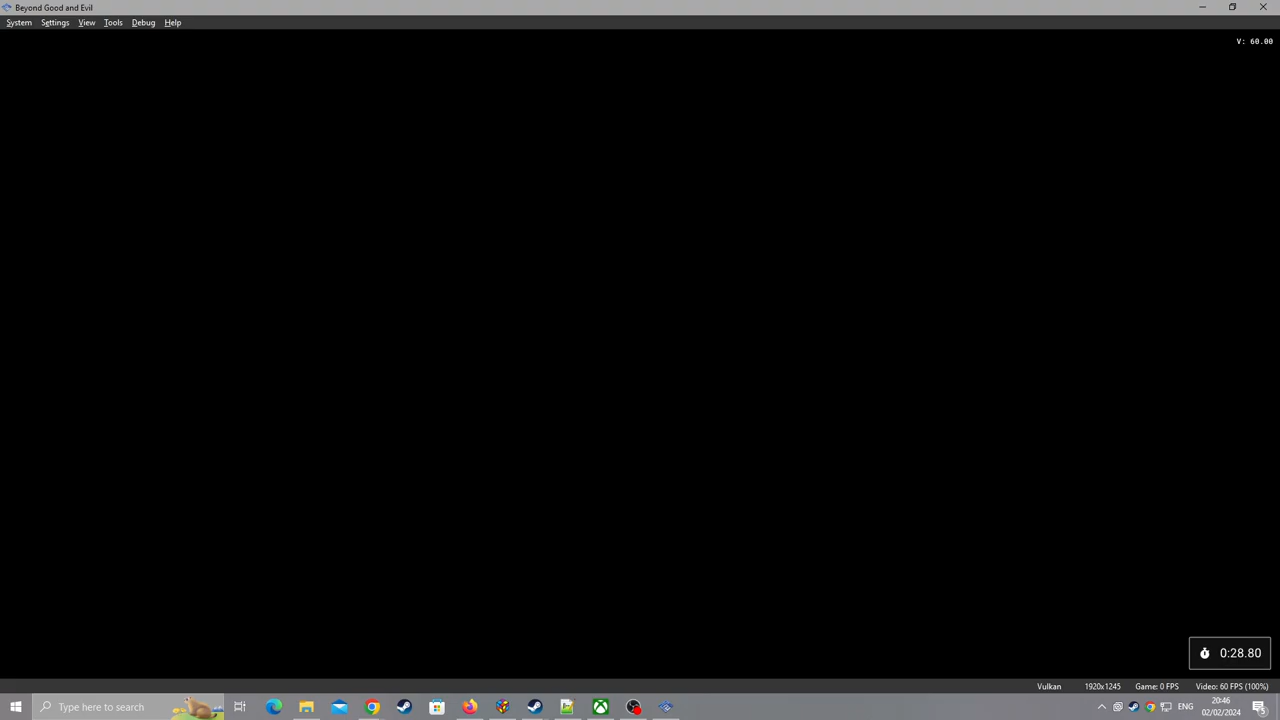 Beyond Good and Evil
System Settings View Tools Debug Help
V: 60.00
0:28.80
Vulkan 1920x1245 Game: 0 FPS Video: 60 FPS (100%)
Type here to search
ENG
20:46
02/02/2024
5